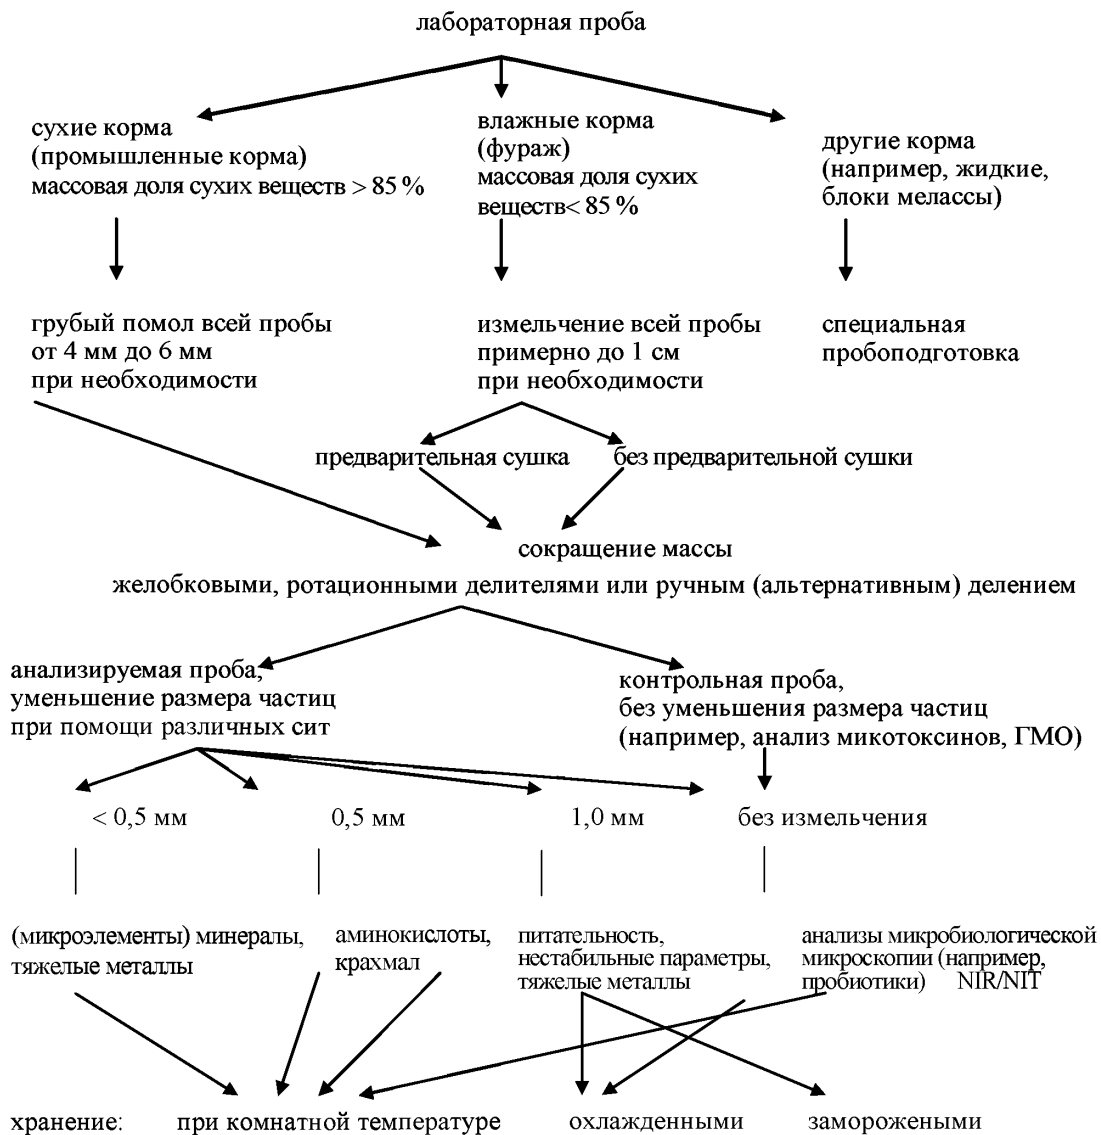 лабораторная проба
сухие корма
(промышленные корма)
массовая доля сухих веществ > 85 %
влажные корма
(фураж)
массовая доля сухих
веществ< 85 %
другие корма
(например, жидкие,
блоки мелассы)
грубый помол всей пробы
от 4 мм до 6 мм
при необходимости
измельчение всей пробы
примерно до 1 см
при необходимости
специальная
пробоподготовка
предварительная сушка
без предварительной сушки
сокращение массы
желобковыми, ротационными делителями или ручным (альтернативным) делением
анализируемая проба,
уменьшение размера частиц
при помощи различных сит
контрольная проба,
без уменьшения размера частиц
(например, анализ микотоксинов, ГМО)
< 0,5 мм
0,5 мм
1,0 мм
без измельчения
(микроэлементы) минералы,
тяжелые металлы
аминокислоты,
крахмал
питательность,
нестабильные параметры,
тяжелые металлы
анализы микробиологической
микроскопии (например,
пробиотики) NIR/NIT
хранение: при комнатной температуре охлажденными заморожеными